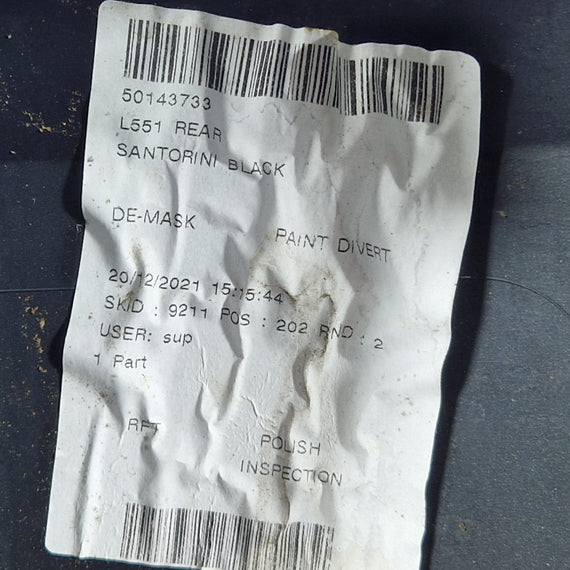 50143733
L551 REAR
SANTORINI BLACK
DE-MASK PAINT DIVERT
20/12/2021 15:15:44
SKID : 9211 POS : 202 RND : 2
USER: sup
1 Part
RFT POLISH
INSPECTION